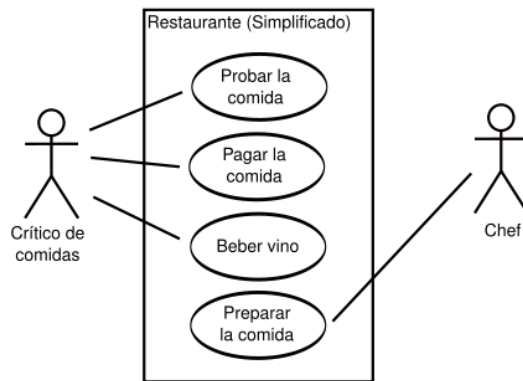 Restaurante (Simplificado)
Probar la
comida
Pagar la
comida
Beber vino
Preparar
la comida
Crítico de
comidas
Chef